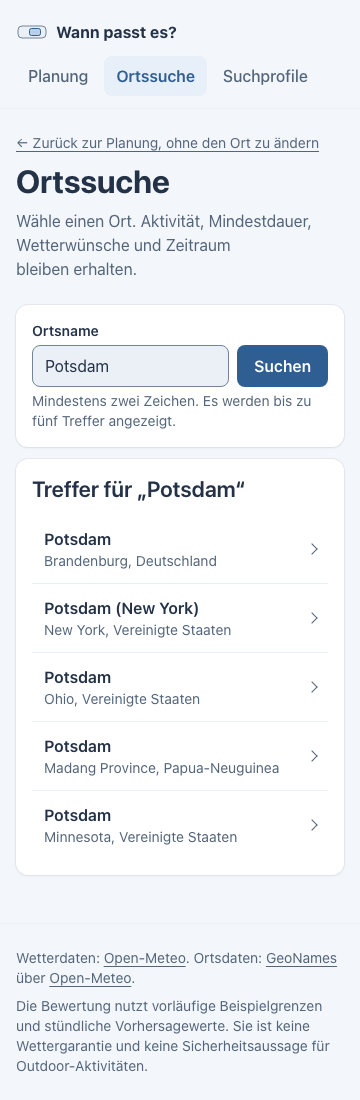 Wann passt es?
Planung Ortssuche Suchprofile
← Zurück zur Planung, ohne den Ort zu ändern
Ortssuche
Wähle einen Ort. Aktivität, Mindestdauer,
Wetterwünsche und Zeitraum
bleiben erhalten.
Ortsname
Potsdam Suchen
Mindestens zwei Zeichen. Es werden bis zu
fünf Treffer angezeigt.
Treffer für „Potsdam“
Potsdam
Brandenburg, Deutschland
Potsdam (New York)
New York, Vereinigte Staaten
Potsdam
Ohio, Vereinigte Staaten
Potsdam
Madang Province, Papua-Neuguinea
Potsdam
Minnesota, Vereinigte Staaten
Wetterdaten: Open-Meteo. Ortsdaten: GeoNames
über Open-Meteo.
Die Bewertung nutzt vorläufige Beispielgrenzen
und stündliche Vorhersagewerte. Sie ist keine
Wettergarantie und keine Sicherheitsaussage für
Outdoor-Aktivitäten.